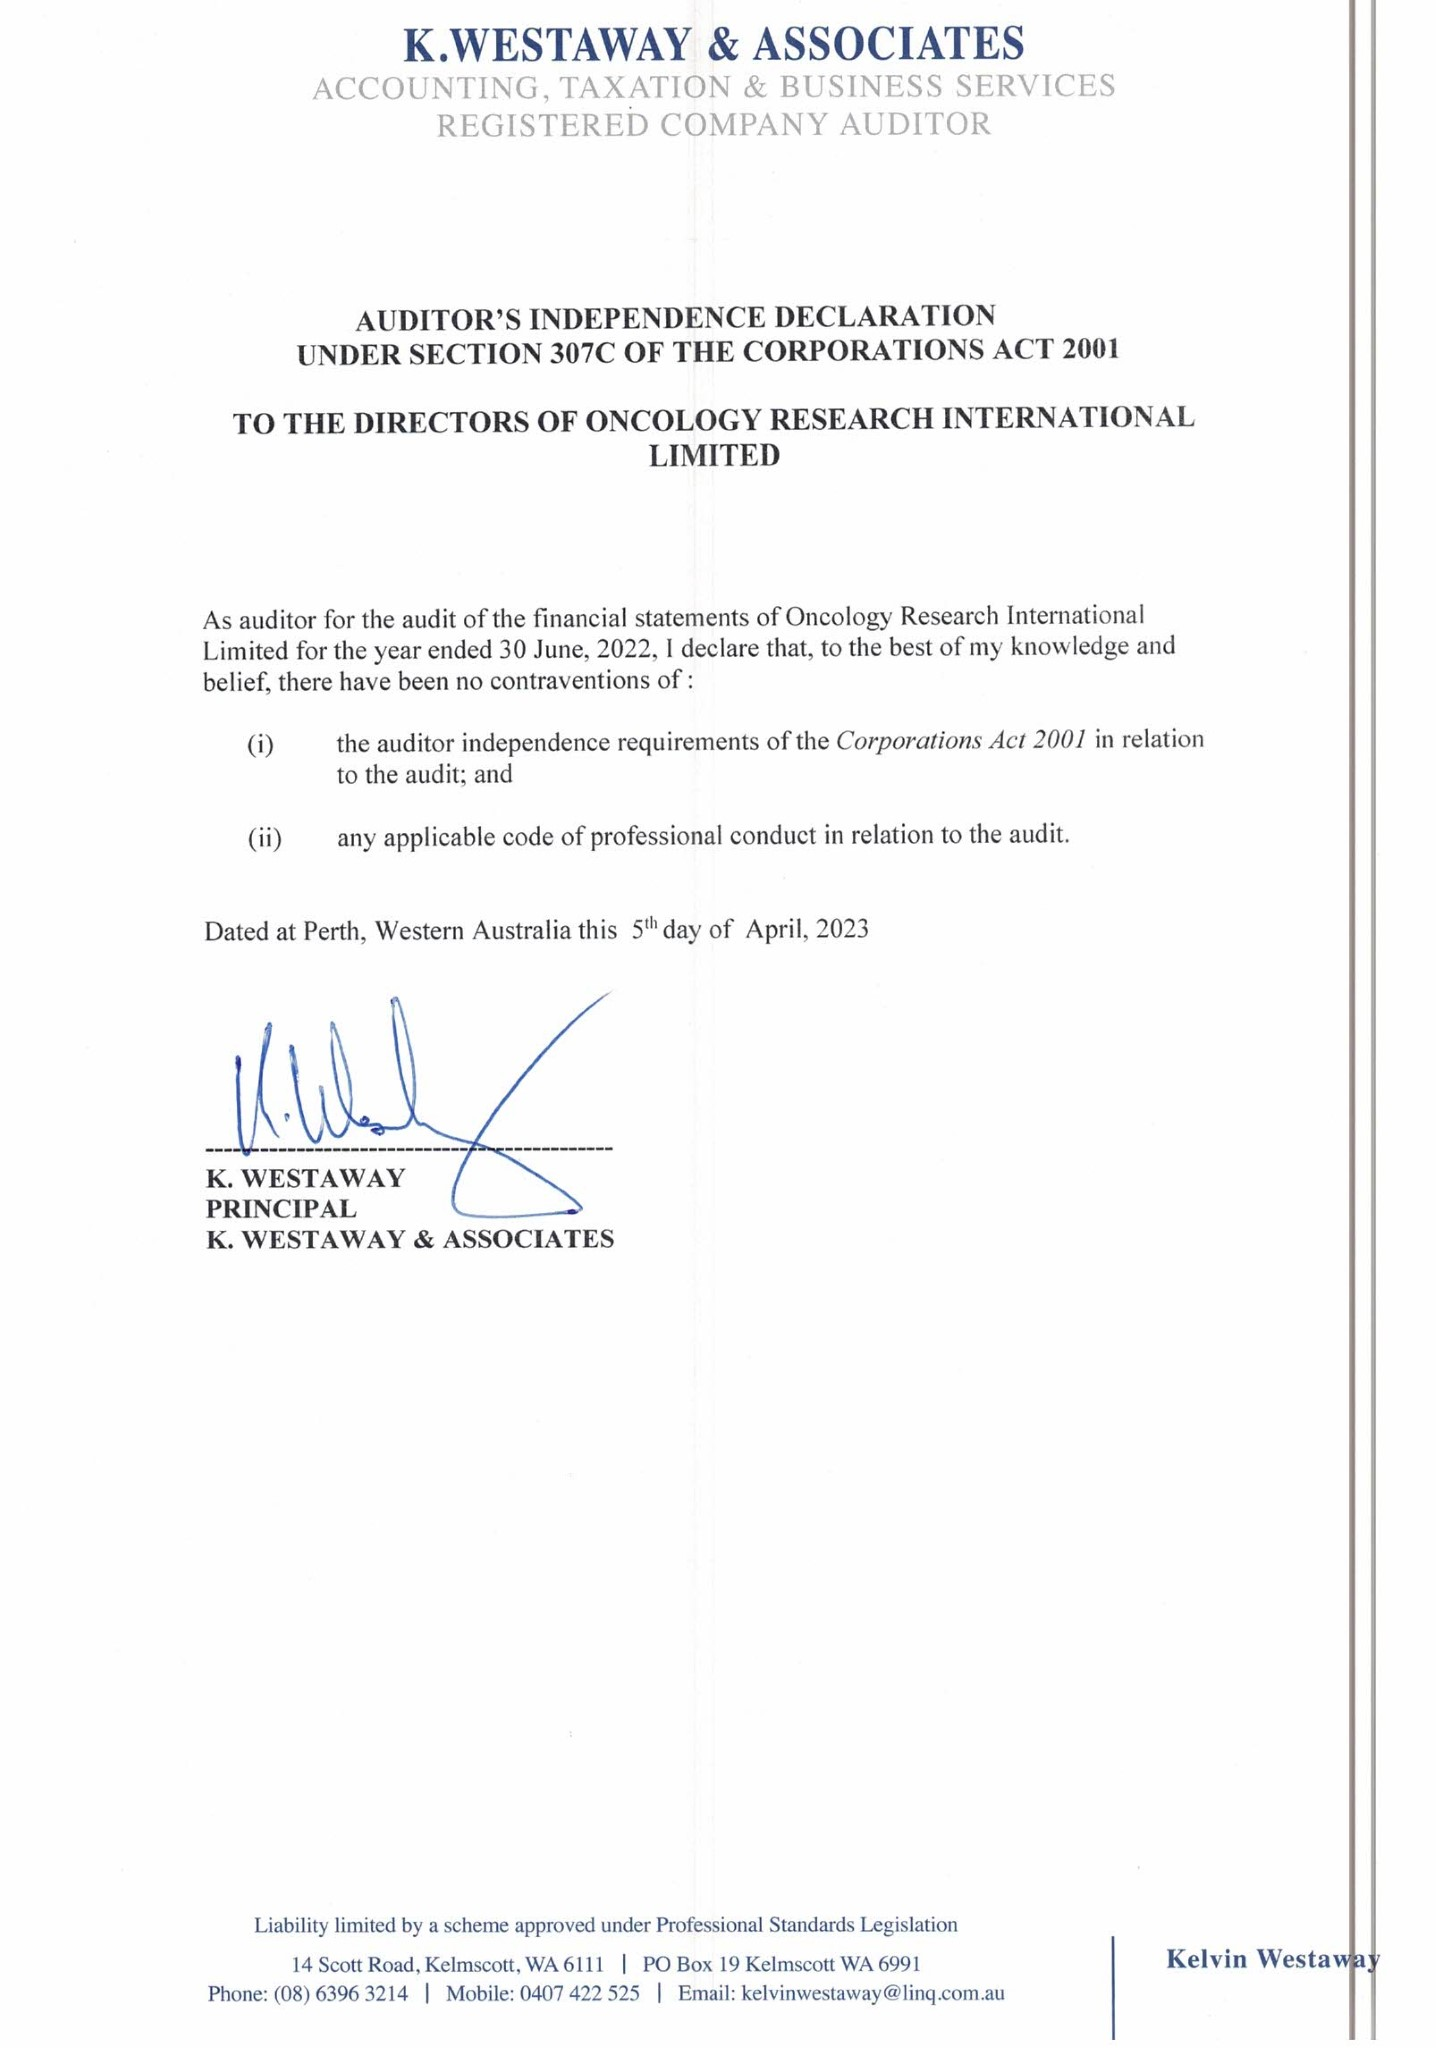 K.WESTAWAY & ASSOCIATES
ACCOUNTING, TAXATION & BUSINESS SERVICES
REGISTERED COMPANY AUDITOR
AUDITOR'S INDEPENDENCE DECLARATION
UNDER SECTION 307C OF THE CORPORATIONS ACT 2001
TO THE DIRECTORS OF ONCOLOGY RESEARCH INTERNATIONAL
LIMITED
As auditor for the audit of the financial statements of Oncology Research International
Limited for the year ended 30 June, 2022, I declare that, to the best of my knowledge and
belief, there have been no contraventions of :
(i) the auditor independence requirements of the Corporations Act 2001 in relation
to the audit; and
(ii) any applicable code of professional conduct in relation to the audit.
Dated at Perth, Western Australia this 5th day of April, 2023
K. WESTAWAY
PRINCIPAL
K. WESTAWAY & ASSOCIATES
Liability limited by a scheme approved under Professional Standards Legislation
14 Scott Road, Kelmscott, WA 6111 | PO Box 19 Kelmscott WA 6991
Phone: (08) 6396 3214 | Mobile: 0407 422 525 | Email: kelvinwestaway@linq.com.au
Kelvin Westaway